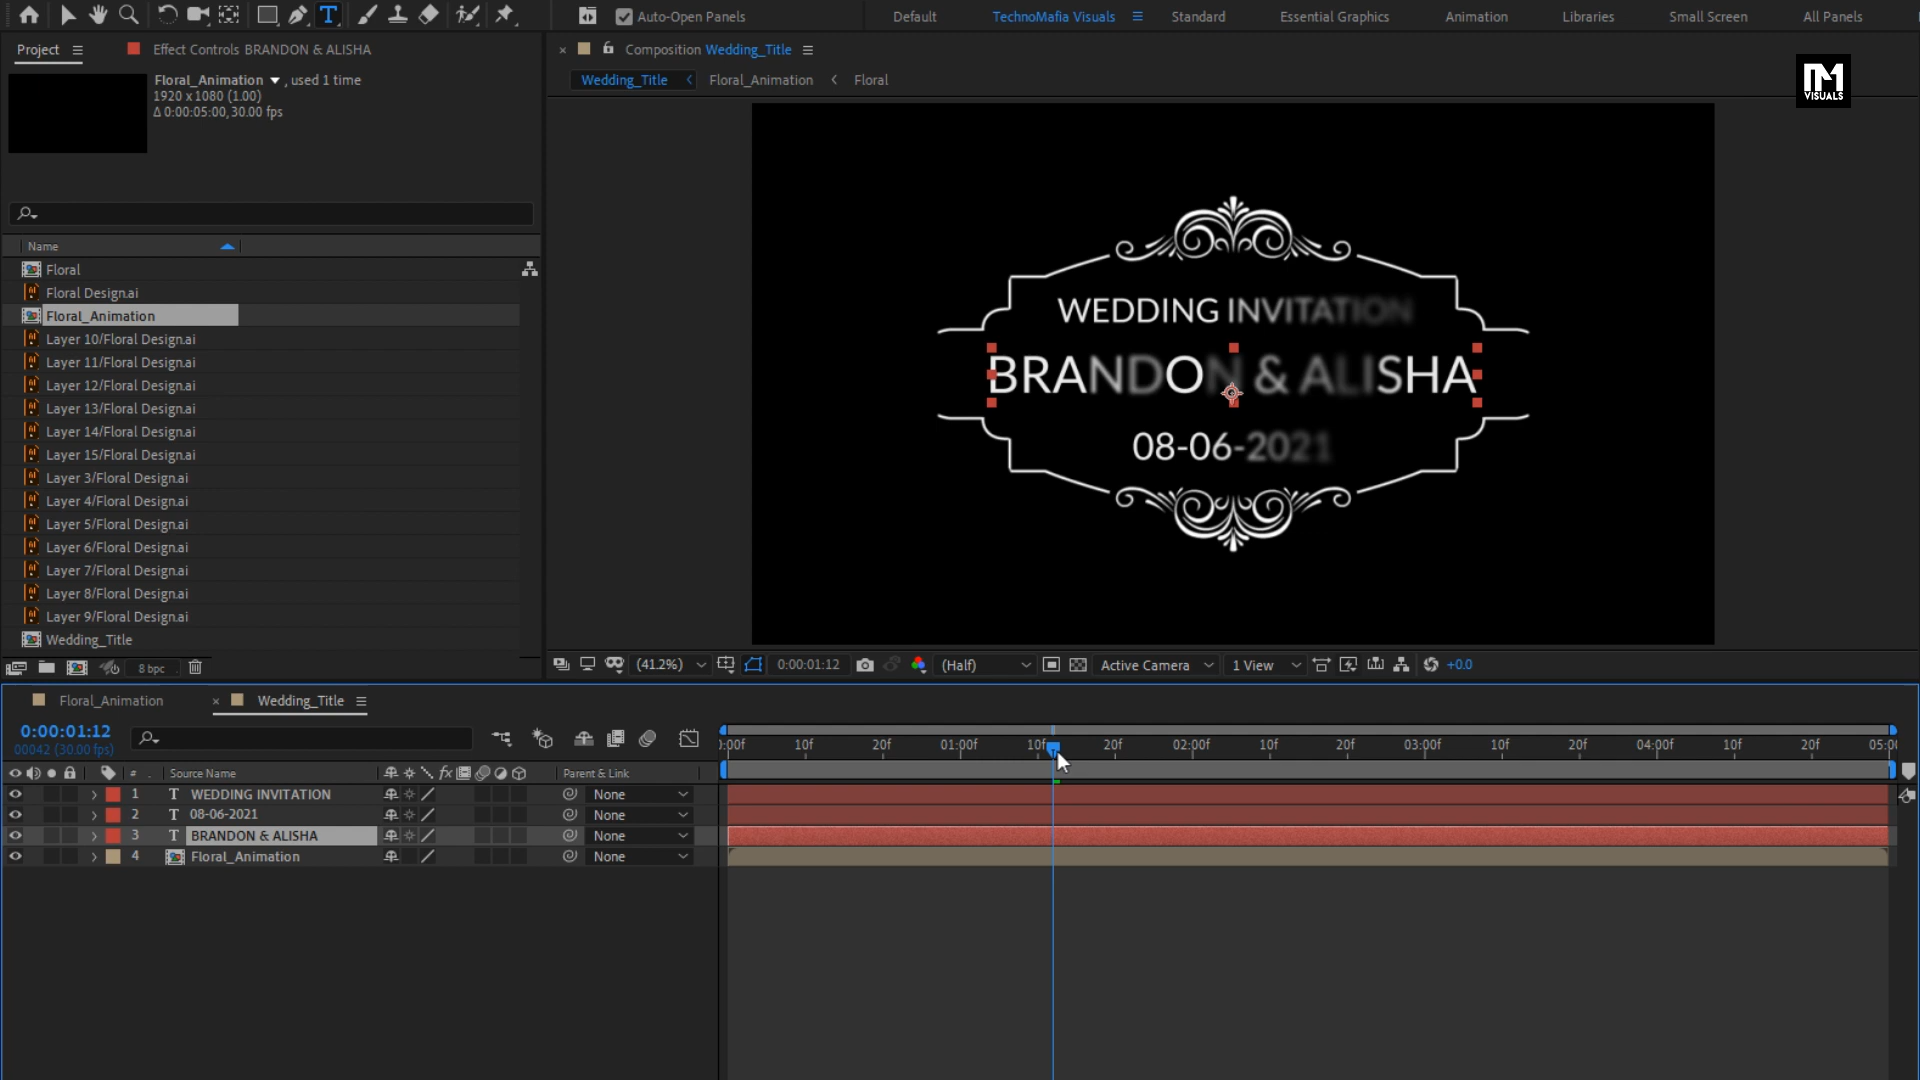 Auto-Open Panels
Default
TechnoMafia Visuals
Standard
Essential Graphics
Animation
Libraries
Small Screen
All Panels
Project
Effect Controls BRANDON & ALISHA
Composition Wedding_Title
Wedding_Title
Floral_Animation
Floral
VISUALS
Floral_Animation , used 1 time
1920 x 1080 (1.00)
Δ 0:00:05:00, 30.00 fps
Name
Floral
Floral Design.ai
Floral_Animation
Layer 10/Floral Design.ai
Layer 11/Floral Design.ai
Layer 12/Floral Design.ai
Layer 13/Floral Design.ai
Layer 14/Floral Design.ai
Layer 15/Floral Design.ai
Layer 3/Floral Design.ai
Layer 4/Floral Design.ai
Layer 5/Floral Design.ai
Layer 6/Floral Design.ai
Layer 7/Floral Design.ai
Layer 8/Floral Design.ai
Layer 9/Floral Design.ai
Wedding_Title
8 bpc
WEDDING INVITATION
BRANDON & ALISHA
08-06-2021
(41.2%)
0:00:01:12
(Half)
Active Camera
1 View
+0.0
Floral_Animation
Wedding_Title
0:00:01:12
00042 (30.00 fps)
:00f 10f 20f 01:00f 10f 20f 02:00f 10f 20f 03:00f 10f 20f 04:00f 10f 20f 05:0
# . Source Name fx Parent & Link
1 T WEDDING INVITATION None
2 T 08-06-2021 None
3 T BRANDON & ALISHA None
4 Floral_Animation None